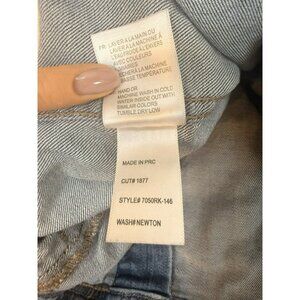 FR: LAVER A LA MAIN OU
LAVER A LA MACHINE A
L'EAU FROIDE A L'ENVERS
AVEC COULEURS
SIMILAIRES
SECHER A LA MACHINE
BASSE TEMPERATURE
HAND OR
MACHINE WASH IN COLD
WATER INSIDE OUT WITH
SIMILAR COLORS
TUMBLE DRY LOW
MADE IN PRC
CUT# 1877
STYLE# 7050RK-146
WASH#NEWTON